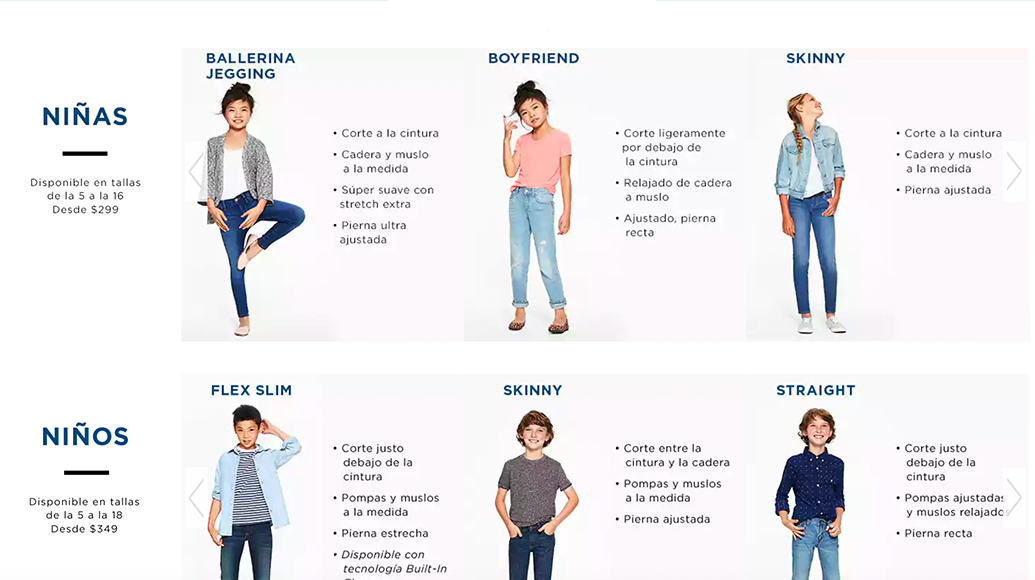 NIÑAS
Disponible en tallas
de la 5 a la 16
Desde $299
BALLERINA
JEGGING
• Corte a la cintura
• Cadera y muslo
a la medida
• Súper suave con
stretch extra
• Pierna ultra
ajustada
BOYFRIEND
• Corte ligeramente
por debajo de
la cintura
• Relajado de cadera
a muslo
• Ajustado, pierna
recta
SKINNY
• Corte a la cintura
• Cadera y muslo
a la medida
• Pierna ajustada
NIÑOS
Disponible en tallas
de la 5 a la 18
Desde $349
FLEX SLIM
• Corte justo
debajo de la
cintura
• Pompas y muslos
a la medida
• Pierna estrecha
• Disponible con
tecnología Built-In
SKINNY
• Corte entre la
cintura y la cadera
• Pompas y muslos
a la medida
• Pierna ajustada
STRAIGHT
• Corte justo
debajo de la
cintura
• Pompas ajustadas
y muslos relajado
• Pierna recta